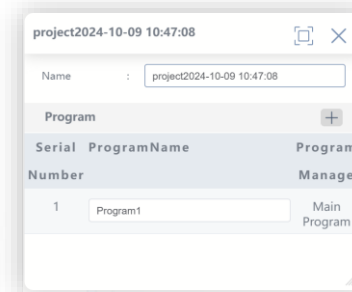 project2024-10-09 10:47:08
Name : project2024-10-09 10:47:08
Program
Serial Number ProgramName Program Manage
1 Program1 Main Program